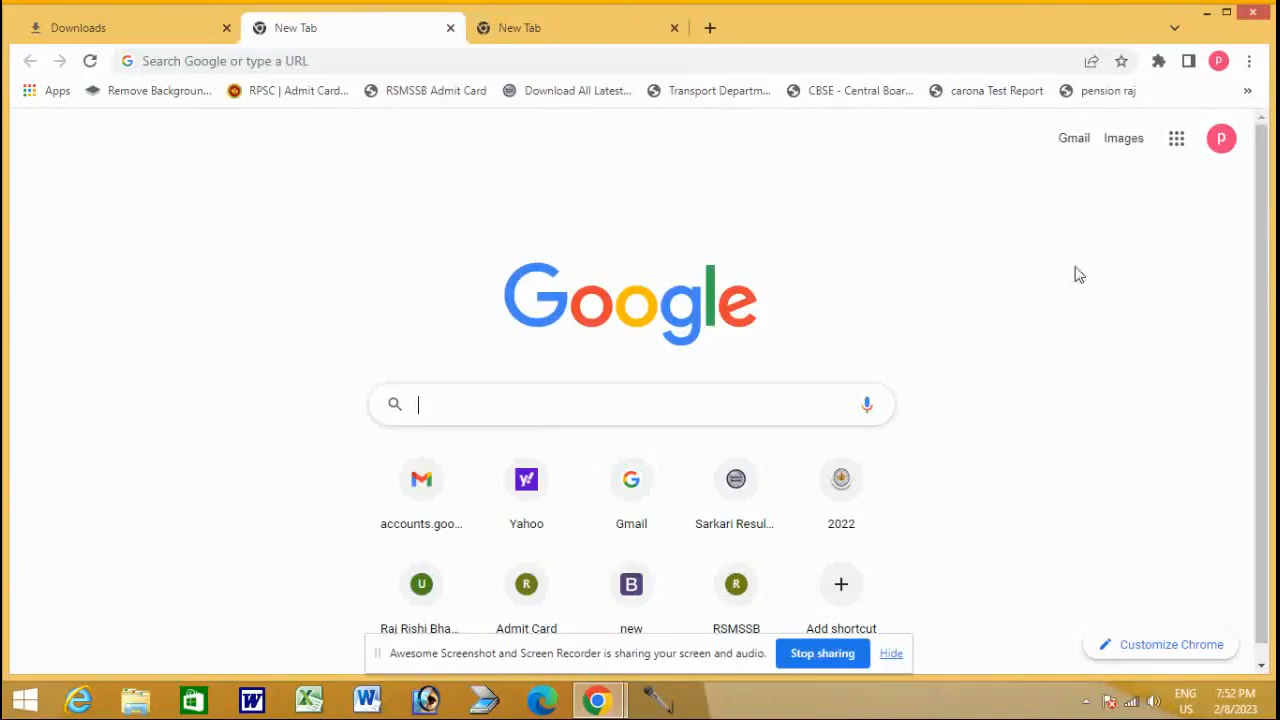 Downloads
New Tab
New Tab
Search Google or type a URL
P
Apps
Remove Backgroun...
RPSC | Admit Card...
RSMSSB Admit Card
Download All Latest...
Transport Departm...
CBSE - Central Boar...
carona Test Report
pension raj
»
Gmail
Images
P
Google
accounts.goo...
Yahoo
Gmail
Sarkari Resul...
2022
U
R
B
R
Raj Rishi Bha...
Admit Card
new
RSMSSB
Add shortcut
Awesome Screenshot and Screen Recorder is sharing your screen and audio.
Stop sharing
Hide
Customize Chrome
ENG
US
7:52 PM
2/8/2023